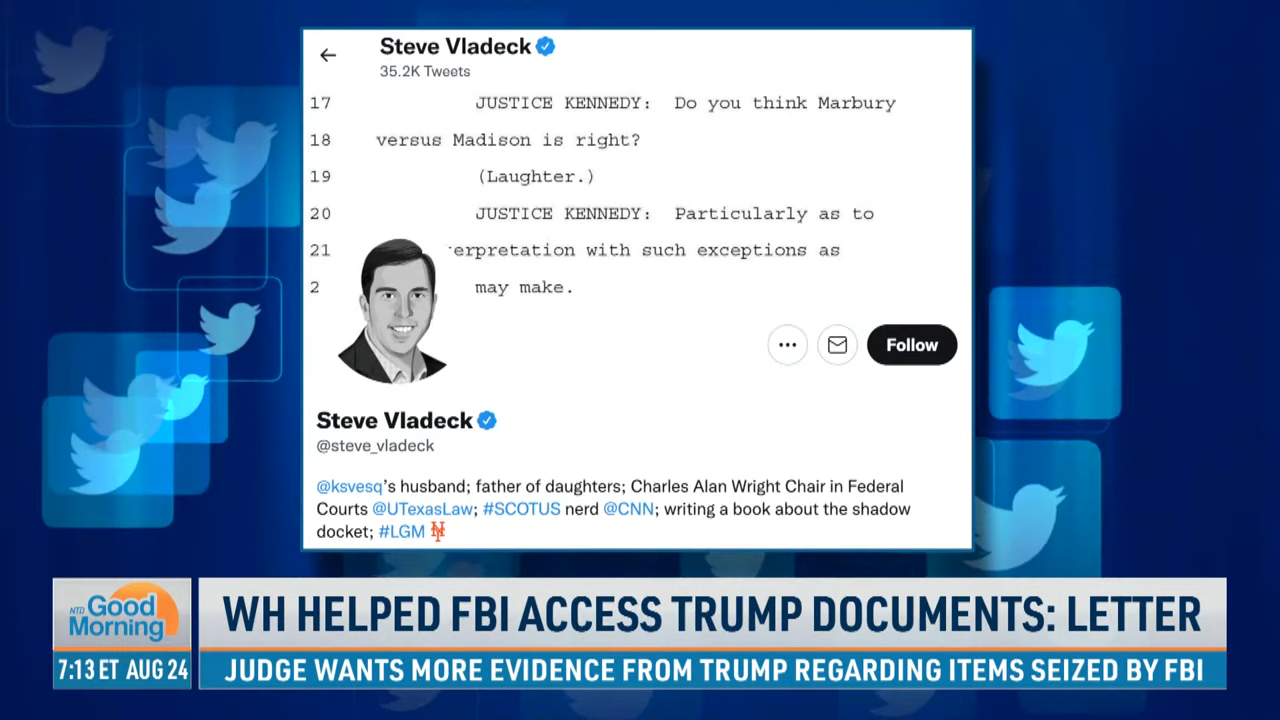 Steve Vladeck
35.2K Tweets
17 JUSTICE KENNEDY: Do you think Marbury
18 versus Madison is right?
19 (Laughter.)
20 JUSTICE KENNEDY: Particularly as to
21 erpretation with such exceptions as
2 may make.
Follow
Steve Vladeck
@steve_vladeck
@ksvesq's husband; father of daughters; Charles Alan Wright Chair in Federal
Courts @UTexasLaw; #SCOTUS nerd @CNN; writing a book about the shadow
docket; #LGM NY
NTD Good
Morning
WH HELPED FBI ACCESS TRUMP DOCUMENTS: LETTER
7:13 ET AUG 24
JUDGE WANTS MORE EVIDENCE FROM TRUMP REGARDING ITEMS SEIZED BY FBI